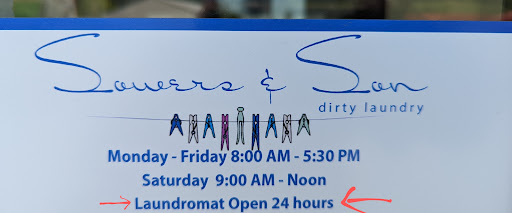 Sowers & Son
dirty laundry
Monday - Friday 8:00 AM - 5:30 PM
Saturday 9:00 AM - Noon
Laundromat Open 24 hours